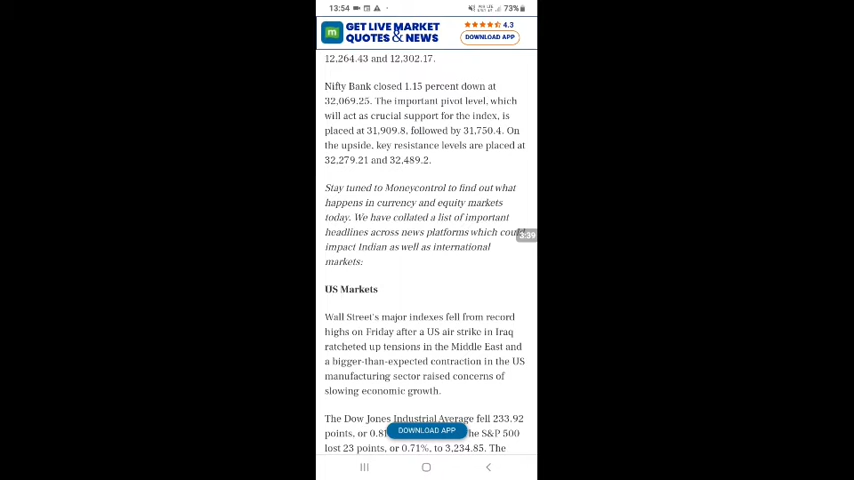 13:54
73%
GET LIVE MARKET
QUOTES & NEWS
4.3
DOWNLOAD APP
12,264.43 and 12,302.17.
Nifty Bank closed 1.15 percent down at
32,069.25. The important pivot level, which
will act as crucial support for the index, is
placed at 31,909.8, followed by 31,750.4. On
the upside, key resistance levels are placed at
32,279.21 and 32,489.2.
Stay tuned to Moneycontrol to find out what
happens in currency and equity markets
today. We have collated a list of important
headlines across news platforms which could
3:39
impact Indian as well as international
markets:
US Markets
Wall Street's major indexes fell from record
highs on Friday after a US air strike in Iraq
ratcheted up tensions in the Middle East and
a bigger-than-expected contraction in the US
manufacturing sector raised concerns of
slowing economic growth.
The Dow Jones Industrial Average fell 233.92
points, or 0.8
DOWNLOAD APP
he S&P 500
lost 23 points, or 0.71%, to 3,234.85. The